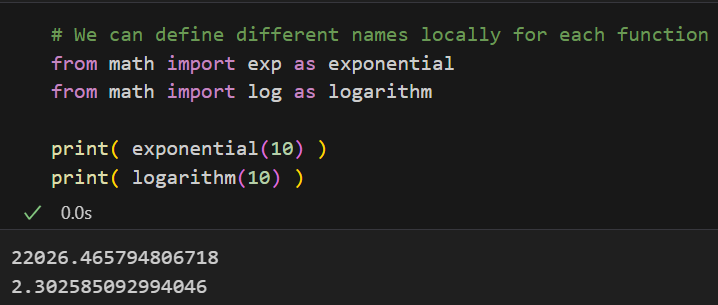 # We can define different names locally for each function
from math import exp as exponential
from math import log as logarithm
print( exponential(10) )
print( logarithm(10) )
0.0s
22026.465794806718
2.302585092994046